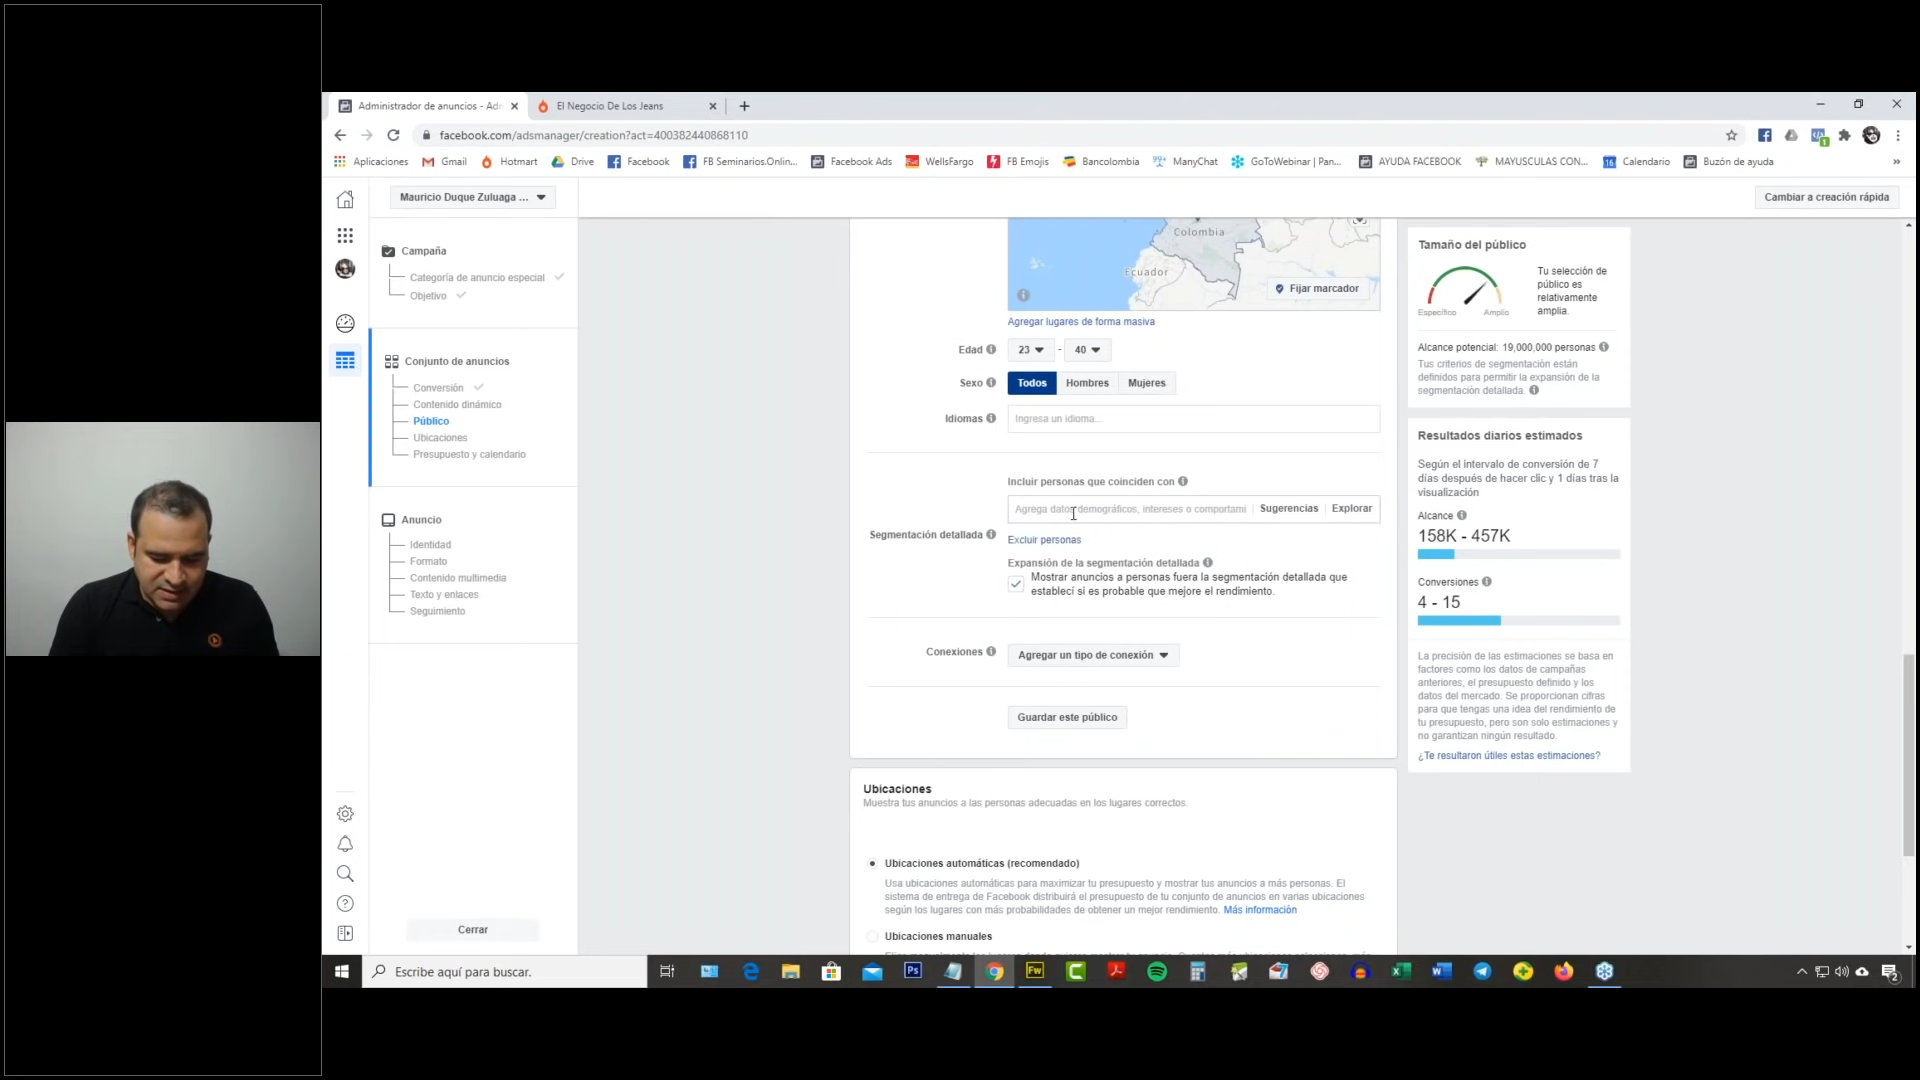 Administrador de anuncios - Ad
El Negocio De Los Jeans
facebook.com/adsmanager/creation?act=400382440868110
Aplicaciones
Gmail
Hotmart
Drive
Facebook
FB Seminarios.Onlin...
Facebook Ads
WellsFargo
FB Emojis
Bancolombia
ManyChat
GoToWebinar | Pan...
AYUDA FACEBOOK
MAYUSCULAS CON...
Calendario
Buzón de ayuda
Mauricio Duque Zuluaga ...
Cambiar a creación rápida
Campaña
Categoría de anuncio especial
Objetivo
Conjunto de anuncios
Conversión
Contenido dinámico
Público
Ubicaciones
Presupuesto y calendario
Anuncio
Identidad
Formato
Contenido multimedia
Texto y enlaces
Seguimiento
Cerrar
Colombia
Ecuador
Fijar marcador
Agregar lugares de forma masiva
Edad
23
-
40
Sexo
Todos
Hombres
Mujeres
Idiomas
Ingresa un idioma...
Incluir personas que coinciden con
Agrega datos demográficos, intereses o comportami
Sugerencias
Explorar
Segmentación detallada
Excluir personas
Expansión de la segmentación detallada
Mostrar anuncios a personas fuera la segmentación detallada que
establecí si es probable que mejore el rendimiento.
Conexiones
Agregar un tipo de conexión
Guardar este público
Ubicaciones
Muestra tus anuncios a las personas adecuadas en los lugares correctos.
Ubicaciones automáticas (recomendado)
Usa ubicaciones automáticas para maximizar tu presupuesto y mostrar tus anuncios a más personas. El
sistema de entrega de Facebook distribuirá el presupuesto de tu conjunto de anuncios en varias ubicaciones
según los lugares con más probabilidades de obtener un mejor rendimiento. Más información
Ubicaciones manuales
Tamaño del público
Específico
Amplio
Tu selección de
público es
relativamente
amplia.
Alcance potencial: 19,000,000 personas
Tus criterios de segmentación están
definidos para permitir la expansión de la
segmentación detallada.
Resultados diarios estimados
Según el intervalo de conversión de 7
días después de hacer clic y 1 días tras la
visualización
Alcance
158K - 457K
Conversiones
4 - 15
La precisión de las estimaciones se basa en
factores como los datos de campañas
anteriores, el presupuesto definido y los
datos del mercado. Se proporcionan cifras
para que tengas una idea del rendimiento de
tu presupuesto, pero son solo estimaciones y
no garantizan ningún resultado.
¿Te resultaron útiles estas estimaciones?
Escribe aquí para buscar.
Ps
Fw